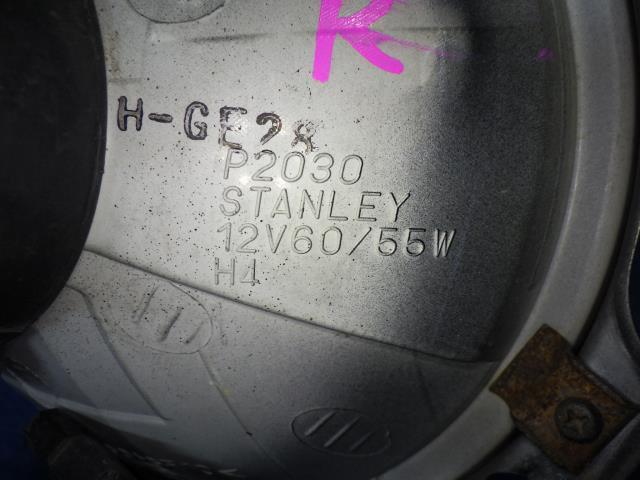 R
H-GE28
P2030
STANLEY
12V60/55W
H4